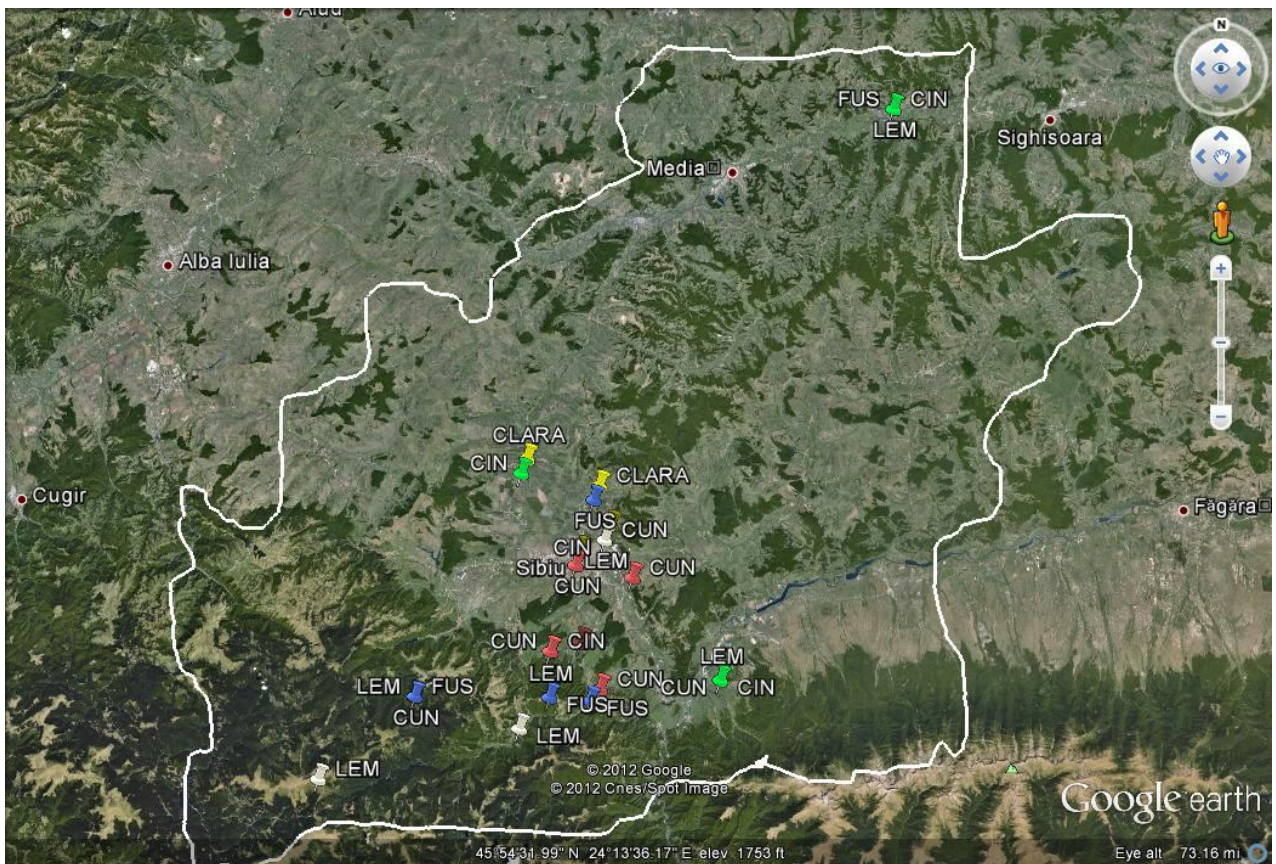 Aiud
N
FUS CIN
LEM
Sighisoara
Media
Alba Iulia
CLARA
CIN
CLARA
Cugir
Făgăra
FUS
CUN
CIN
LEM
Sibiu
CUN
CUN
CUN CIN
LEM
LEM
CUN
CUN
CIN
LEM FUS
CUN
FUS
FUS
LEM
LEM
© 2012 Google
© 2012 Cnes/Spot Image
Google earth
45°54'31.99" N 24°13'36.17" E elev 1753 ft
Eye alt 73.16 mi